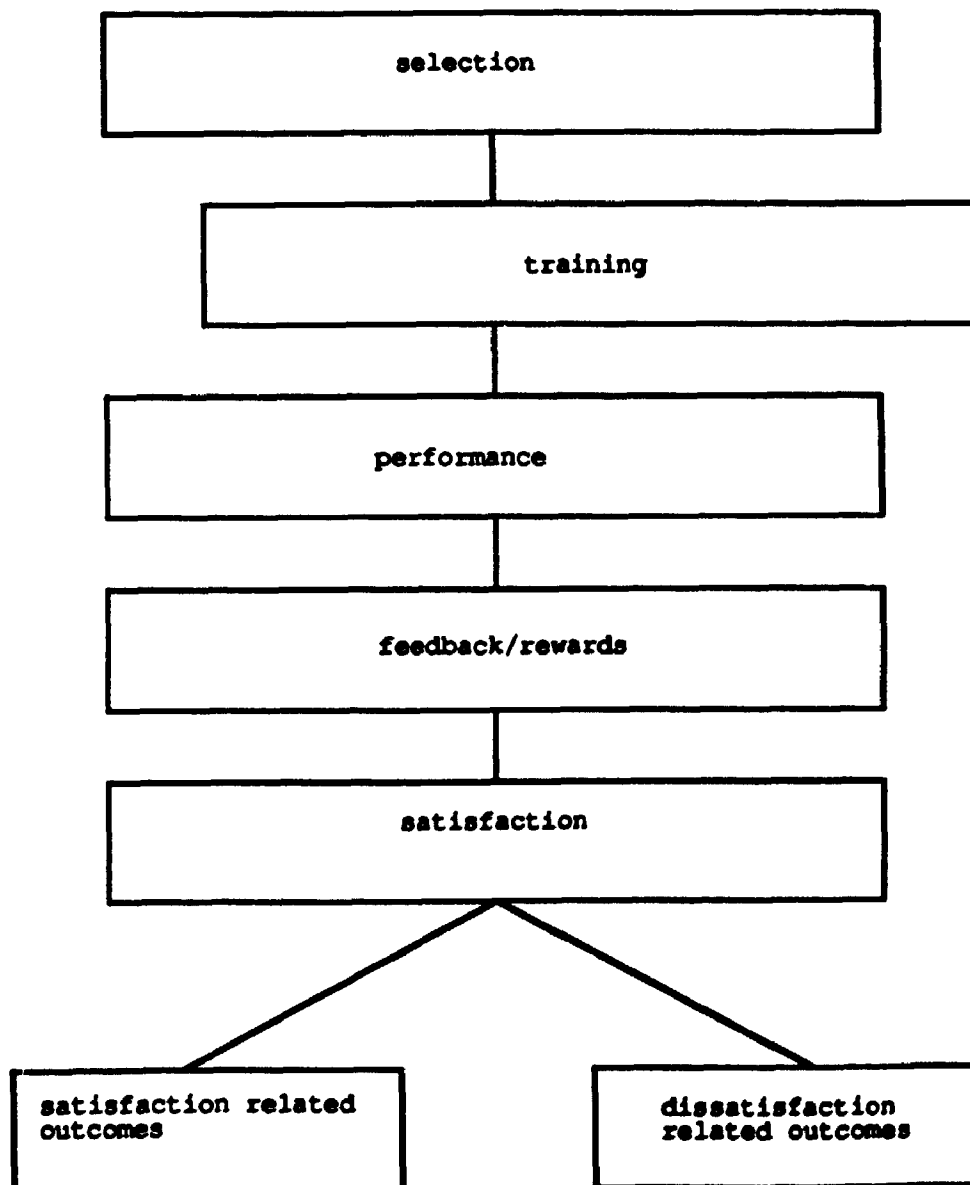 selection
training
performance
feedback/rewards
satisfaction
satisfaction related
outcomes
dissatisfaction
related outcomes